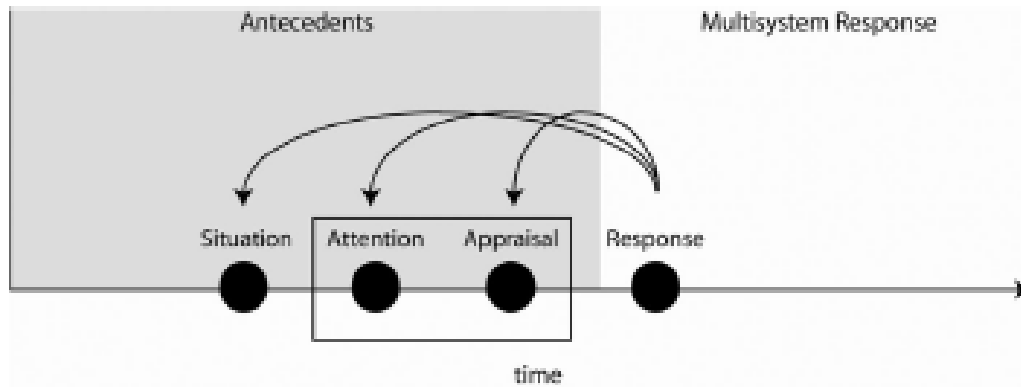 Antecedents
Multisystem Response
Situation
Attention
Appraisal
Response
time